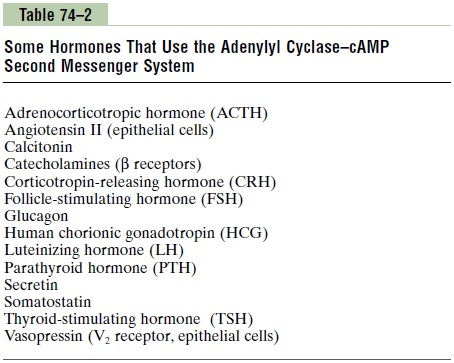 Table 74–2
Some Hormones That Use the Adenylyl Cyclase–cAMP
Second Messenger System
Adrenocorticotropic hormone (ACTH)
Angiotensin II (epithelial cells)
Calcitonin
Catecholamines (β receptors)
Corticotropin-releasing hormone (CRH)
Follicle-stimulating hormone (FSH)
Glucagon
Human chorionic gonadotropin (HCG)
Luteinizing hormone (LH)
Parathyroid hormone (PTH)
Secretin
Somatostatin
Thyroid-stimulating hormone (TSH)
Vasopressin (V₂ receptor, epithelial cells)